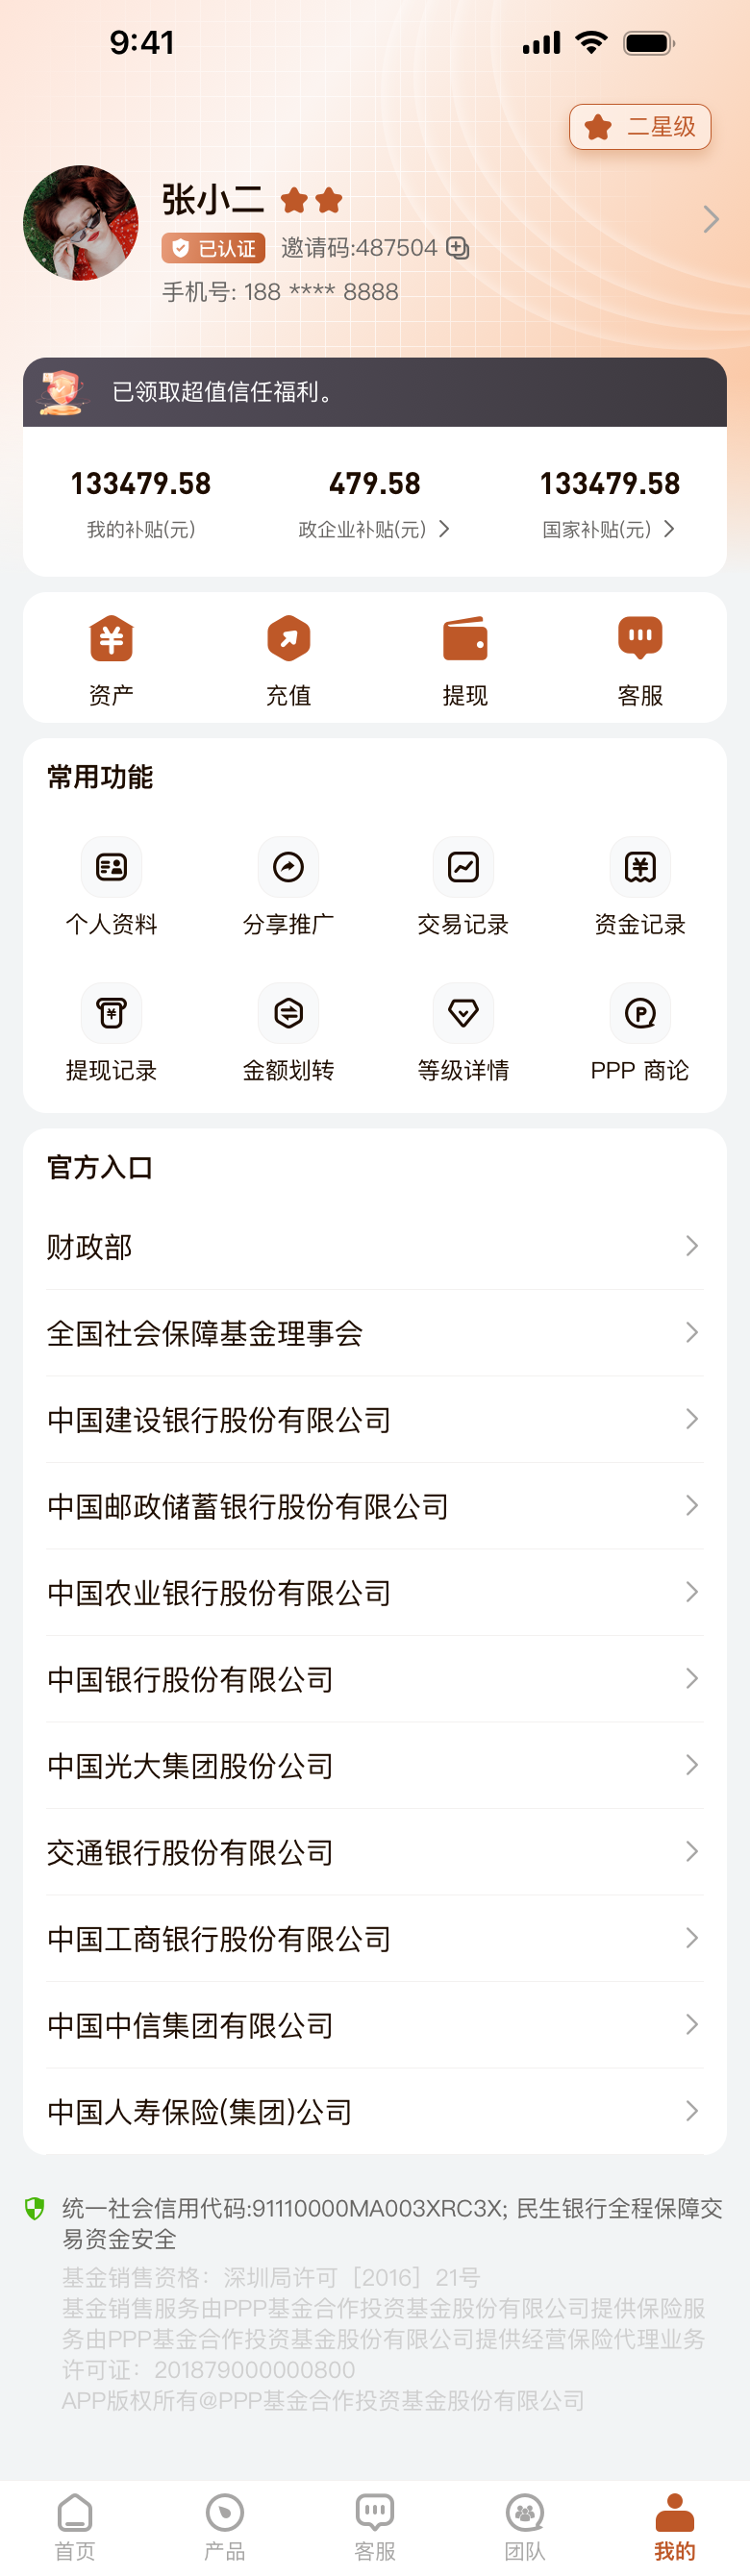 9:41
二星级
张小二
已认证 邀请码:487504
手机号: 188 **** 8888
已领取超值信任福利。
133479.58 479.58 133479.58
我的补贴(元) 政企业补贴(元) 国家补贴(元)
资产 充值 提现 客服
常用功能
个人资料 分享推广 交易记录 资金记录
提现记录 金额划转 等级详情 PPP 商论
官方入口
财政部
全国社会保障基金理事会
中国建设银行股份有限公司
中国邮政储蓄银行股份有限公司
中国农业银行股份有限公司
中国银行股份有限公司
中国光大集团股份公司
交通银行股份有限公司
中国工商银行股份有限公司
中国中信集团有限公司
中国人寿保险(集团)公司
统一社会信用代码:91110000MA003XRC3X; 民生银行全程保障交
易资金安全
基金销售资格：深圳局许可［2016］21号
基金销售服务由PPP基金合作投资基金股份有限公司提供保险服
务由PPP基金合作投资基金股份有限公司提供经营保险代理业务
许可证：201879000000800
APP版权所有@PPP基金合作投资基金股份有限公司
首页 产品 客服 团队 我的